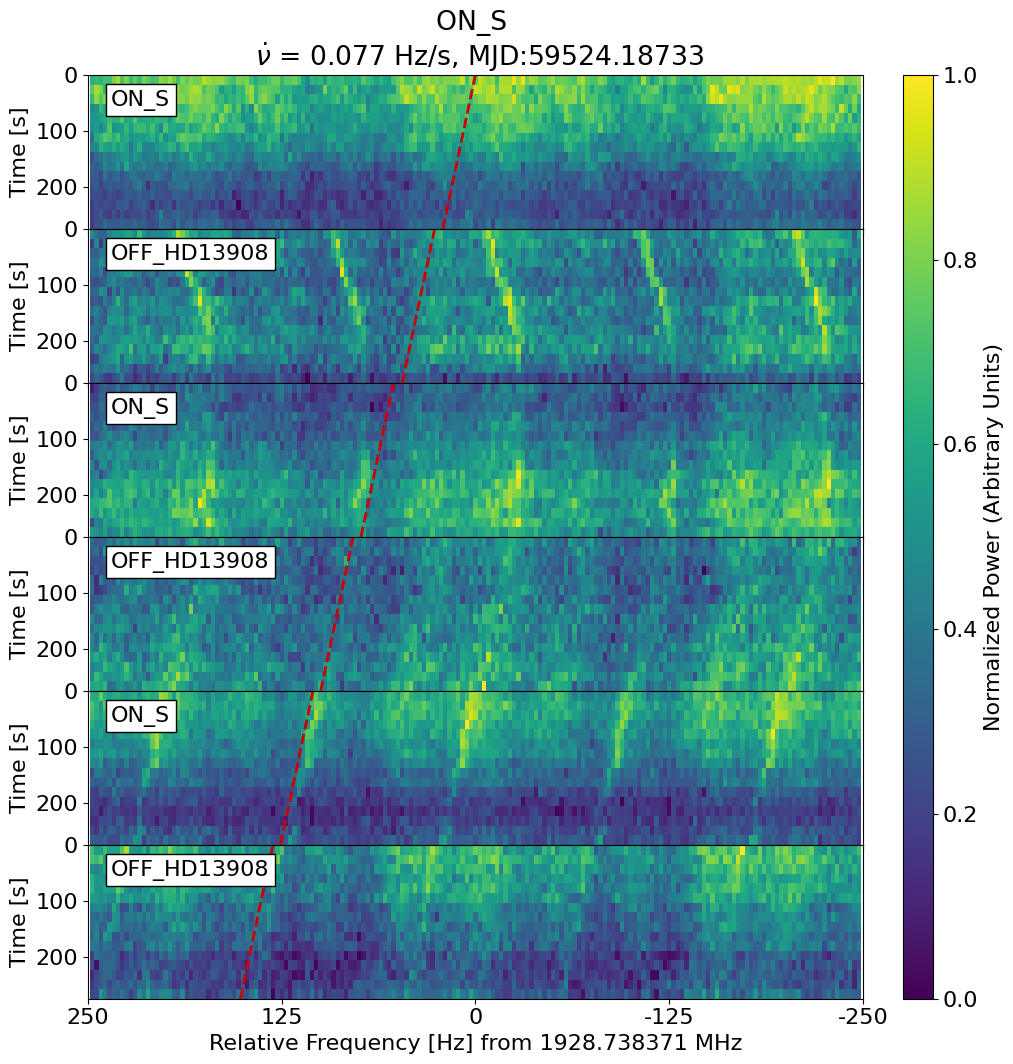 ON_S
ν̇ = 0.077 Hz/s, MJD:59524.18733
0
ON_S
100
Time [s]
200
0
OFF_HD13908
100
Time [s]
200
0
ON_S
100
Time [s]
200
0
OFF_HD13908
100
Time [s]
200
0
ON_S
100
Time [s]
200
0
OFF_HD13908
100
Time [s]
200
250 125 0 -125 -250
Relative Frequency [Hz] from 1928.738371 MHz
1.0
0.8
0.6
0.4
0.2
0.0
Normalized Power (Arbitrary Units)